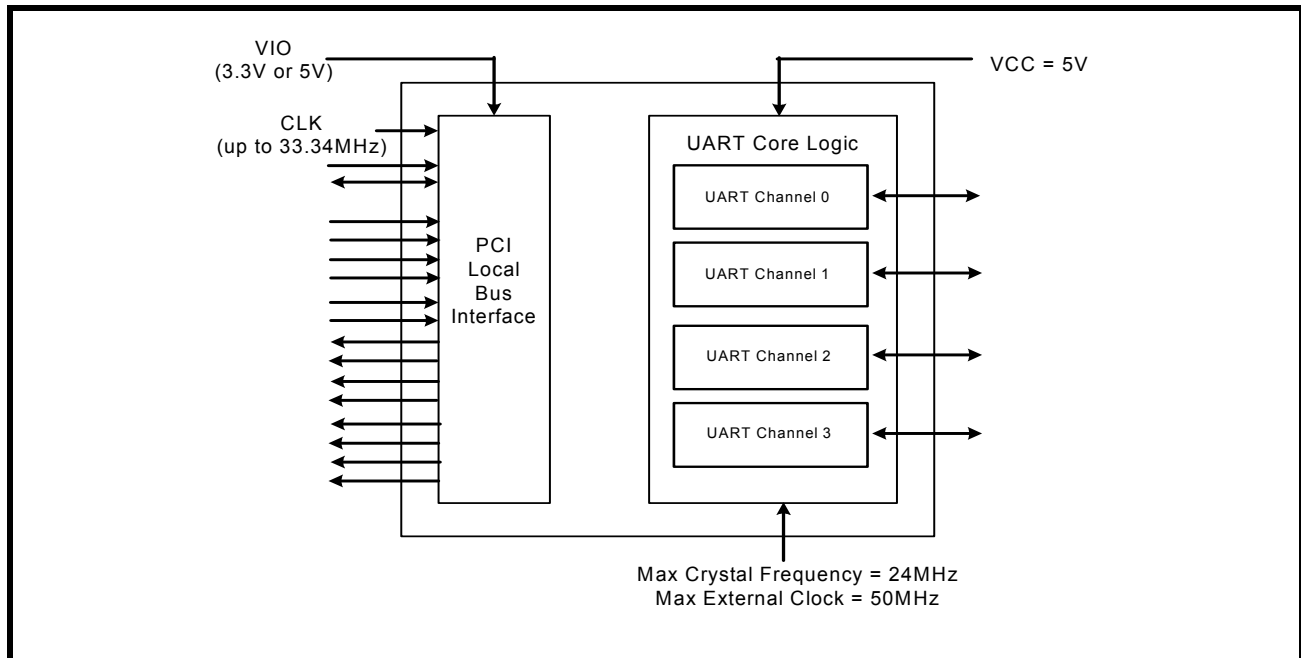 VIO
(3.3V or 5V)
VCC = 5V
CLK
(up to 33.34MHz)
PCI
Local
Bus
Interface
UART Core Logic
UART Channel 0
UART Channel 1
UART Channel 2
UART Channel 3
Max Crystal Frequency = 24MHz
Max External Clock = 50MHz